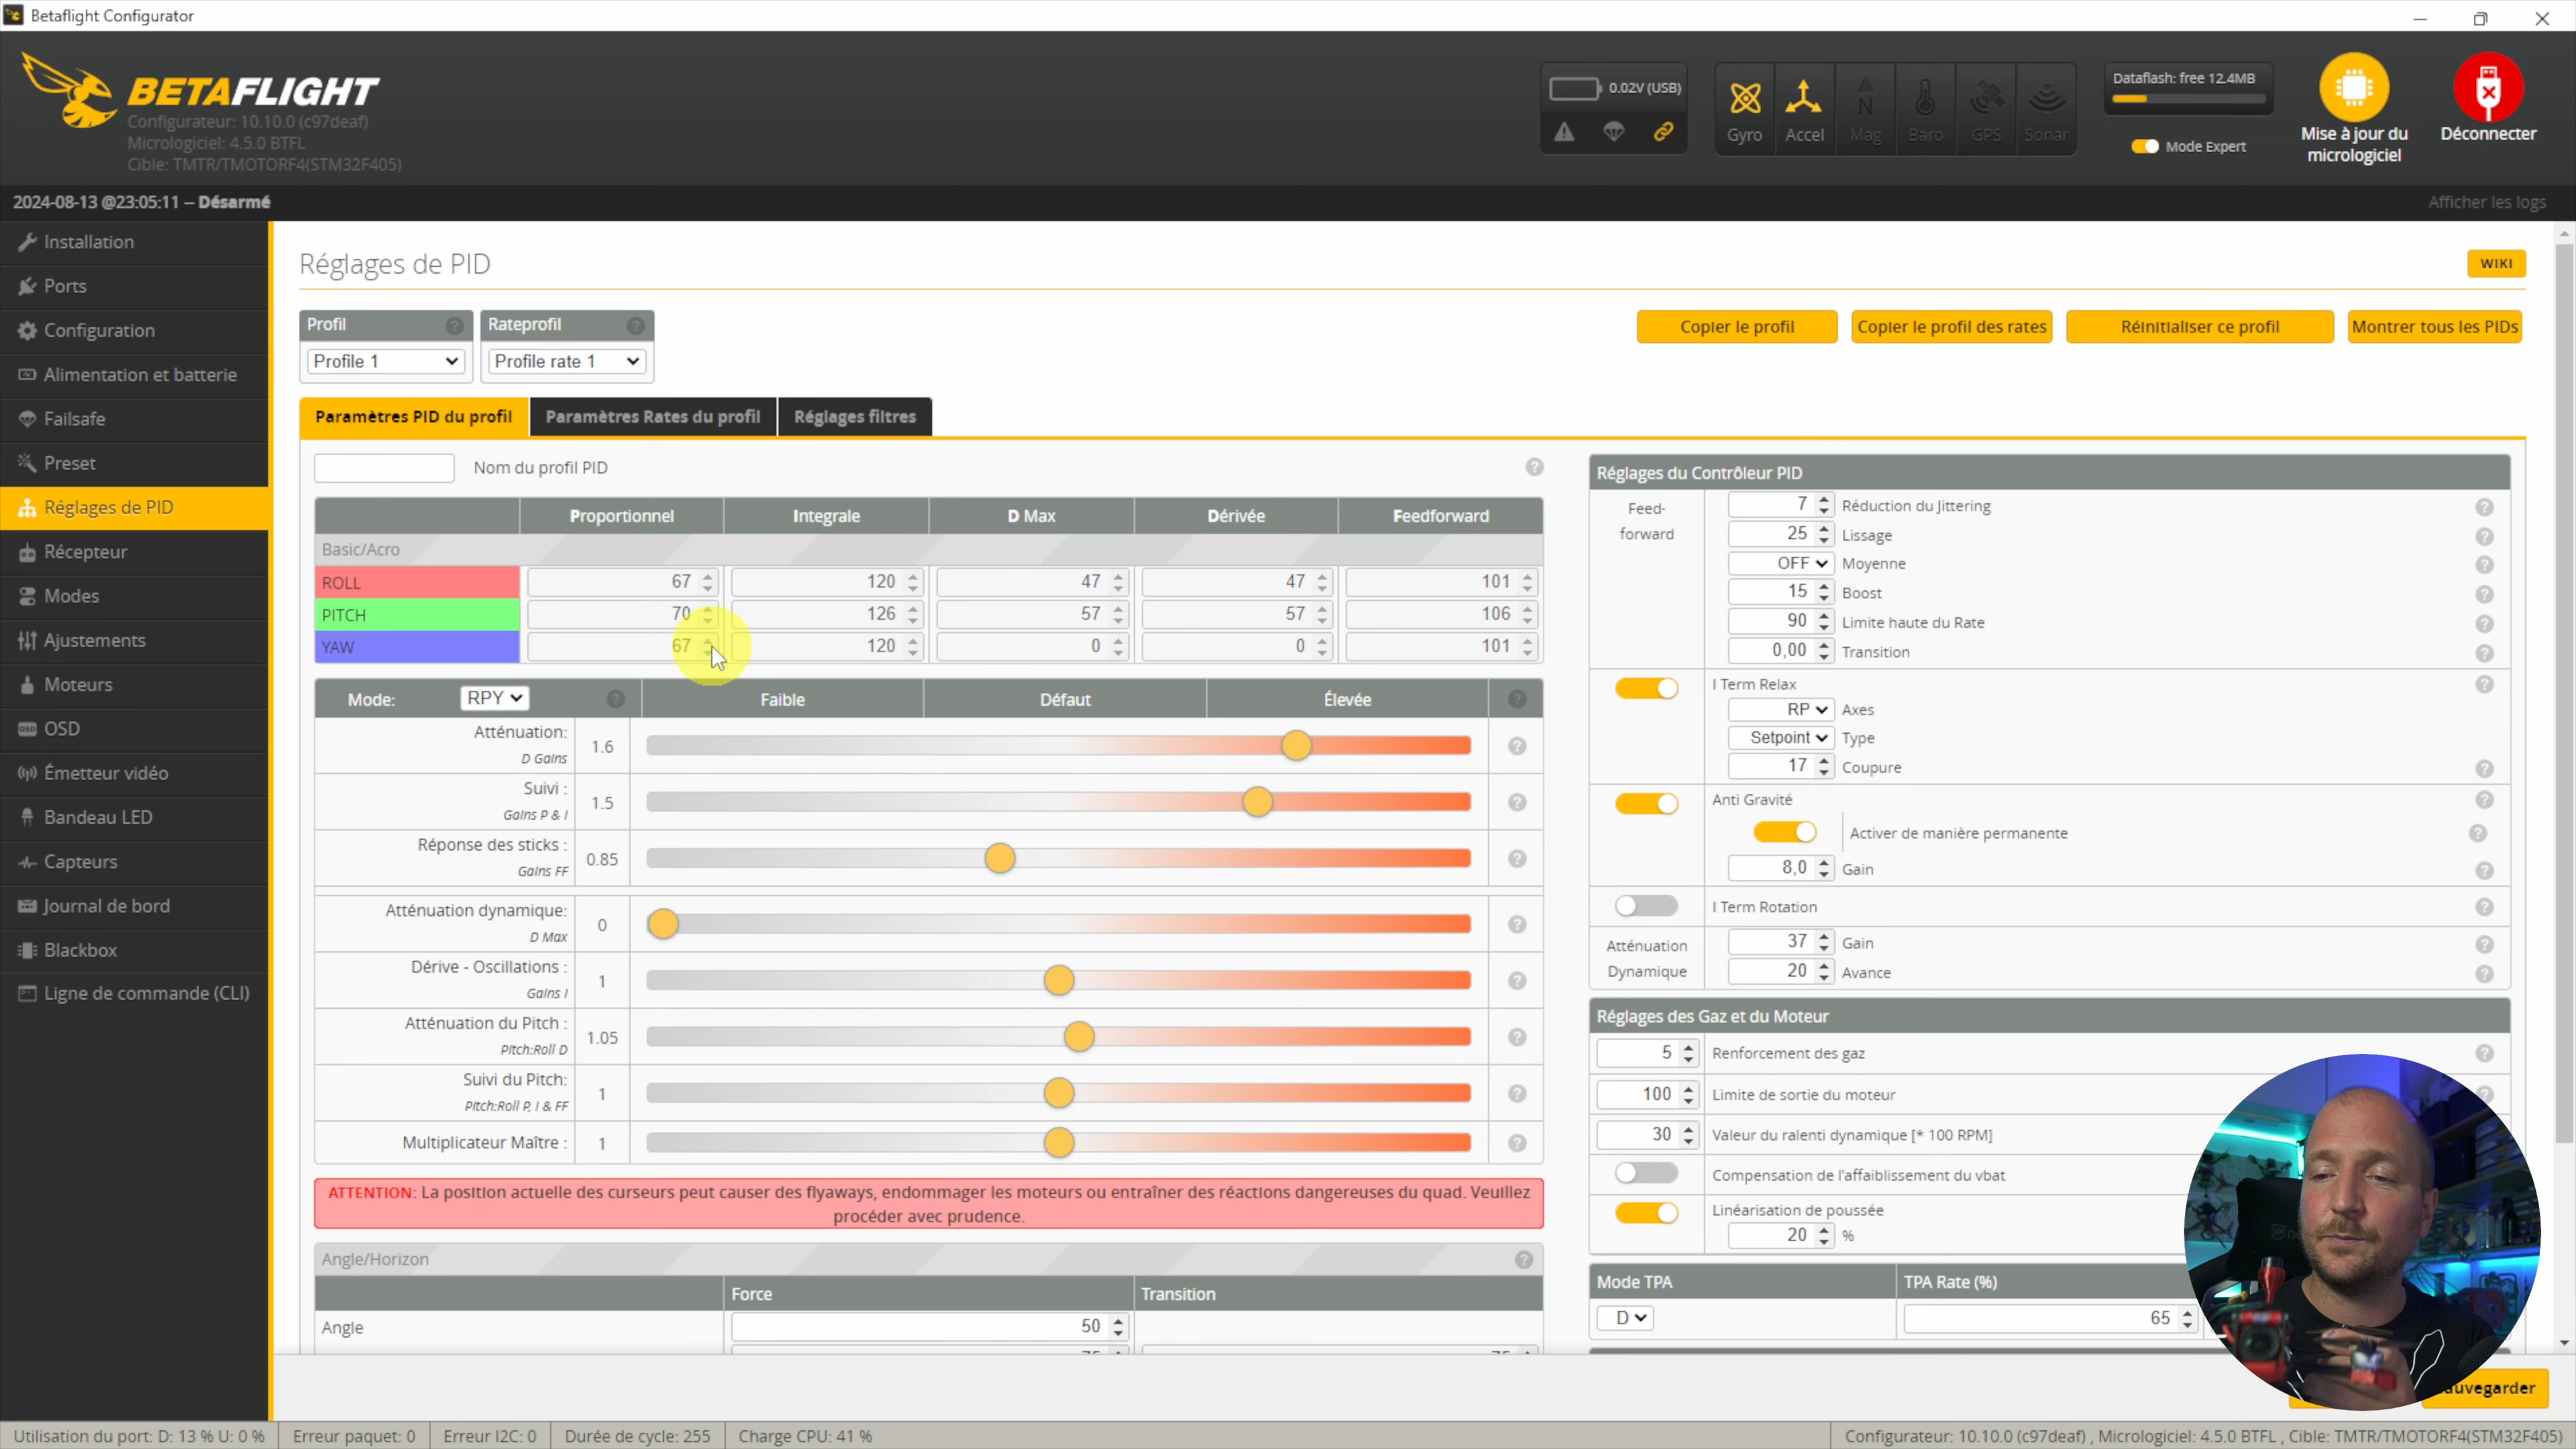 Betaflight Configurator
BETAFLIGHT
Configurateur: 10.10.0 (c97deaf)
Micrologiciel: 4.5.0 BTFL
Cible: TMTR/TMOTORF4(STM32F405)
0.02V (USB)
Gyro
Accel
Mag
Baro
GPS
Sonar
Dataflash: free 12.4MB
Mode Expert
Mise à jour du
micrologiciel
Déconnecter
2024-08-13 @23:05:11 -- Désarmé
Afficher les logs
Installation
Ports
Configuration
Alimentation et batterie
Failsafe
Preset
Réglages de PID
Récepteur
Modes
Ajustements
Moteurs
OSD
Émetteur vidéo
Bandeau LED
Capteurs
Journal de bord
Blackbox
Ligne de commande (CLI)
Réglages de PID
WIKI
Profil
Rateprofil
Profile 1
Profile rate 1
Copier le profil
Copier le profil des rates
Réinitialiser ce profil
Montrer tous les PIDs
Paramètres PID du profil
Paramètres Rates du profil
Réglages filtres
Nom du profil PID
Proportionnel Integrale D Max Dérivée Feedforward
Basic/Acro
ROLL 67 120 47 47 101
PITCH 70 126 57 57 106
YAW 67 120 0 0 101
Mode: RPY Faible Défaut Élevée
Atténuation:
D Gains
1.6
Suivi :
Gains P & I
1.5
Réponse des sticks :
Gains FF
0.85
Atténuation dynamique:
D Max
0
Dérive - Oscillations :
Gains I
1
Atténuation du Pitch :
Pitch:Roll D
1.05
Suivi du Pitch:
Pitch:Roll P, I & FF
1
Multiplicateur Maître :
1
ATTENTION: La position actuelle des curseurs peut causer des flyaways, endommager les moteurs ou entraîner des réactions dangereuses du quad. Veuillez
procéder avec prudence.
Angle/Horizon
Force
Transition
Angle
50
Réglages du Contrôleur PID
Feed-
forward
7 Réduction du Jittering
25 Lissage
OFF Moyenne
15 Boost
90 Limite haute du Rate
0,00 Transition
I Term Relax
RP Axes
Setpoint Type
17 Coupure
Anti Gravité
Activer de manière permanente
8,0 Gain
I Term Rotation
Atténuation
Dynamique
37 Gain
20 Avance
Réglages des Gaz et du Moteur
5 Renforcement des gaz
100 Limite de sortie du moteur
30 Valeur du ralenti dynamique [* 100 RPM]
Compensation de l'affaiblissement du vbat
Linéarisation de poussée
20 %
Mode TPA
TPA Rate (%)
D
65
Utilisation du port: D: 13 % U: 0 %
Erreur paquet: 0
Erreur I2C: 0
Durée de cycle: 255
Charge CPU: 41 %
Configurateur: 10.10.0 (c97deaf) , Micrologiciel: 4.5.0 BTFL , Cible: TMTR/TMOTORF4(STM32F405)